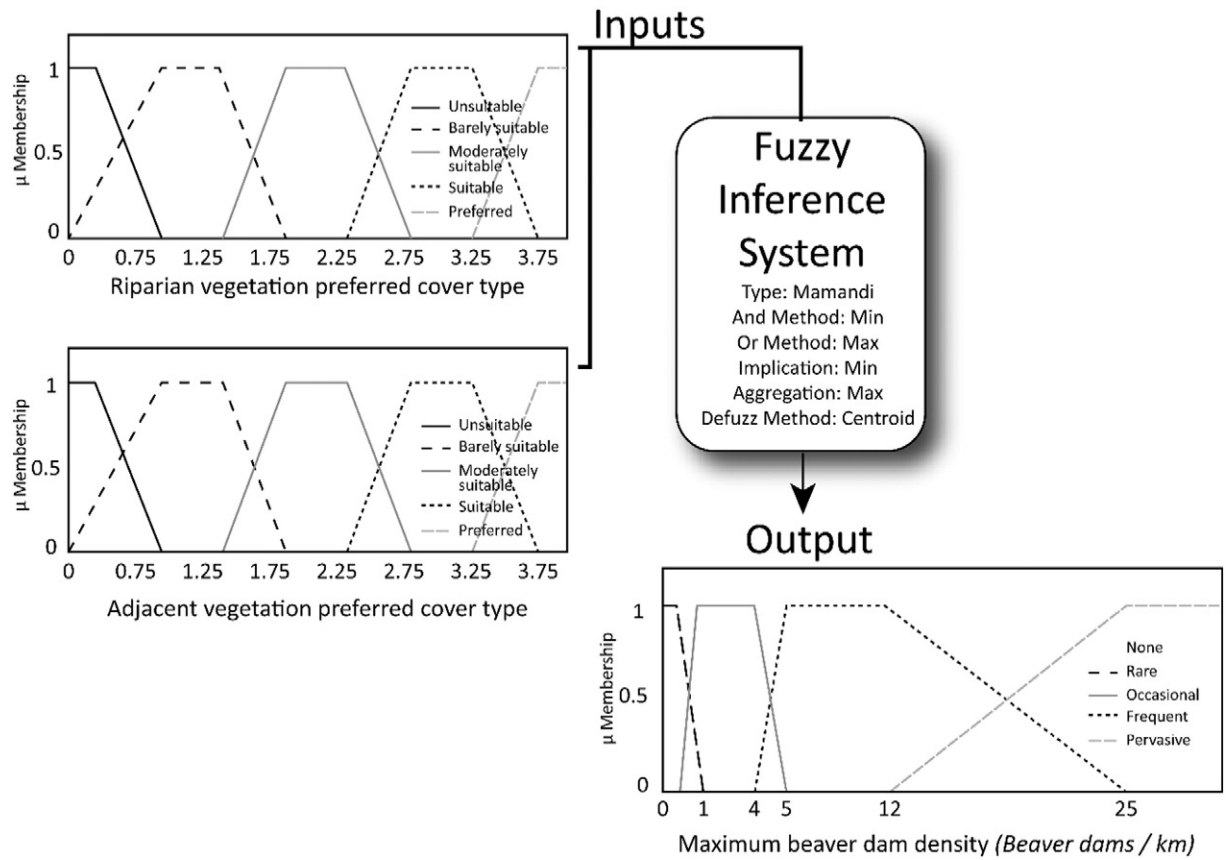 Inputs
μ Membership
1
0.5
0
Unsuitable
Barely suitable
Moderately
suitable
Suitable
Preferred
0 0.75 1.25 1.75 2.25 2.75 3.25 3.75
Riparian vegetation preferred cover type
Fuzzy
Inference
System
Type: Mamandi
And Method: Min
Or Method: Max
Implication: Min
Aggregation: Max
Defuzz Method: Centroid
μ Membership
1
0.5
0
Unsuitable
Barely suitable
Moderately
suitable
Suitable
Preferred
0 0.75 1.25 1.75 2.25 2.75 3.25 3.75
Adjacent vegetation preferred cover type
Output
μ Membership
1
0.5
0
None
Rare
Occasional
Frequent
Pervasive
0 1 4 5 12 25
Maximum beaver dam density (Beaver dams / km)